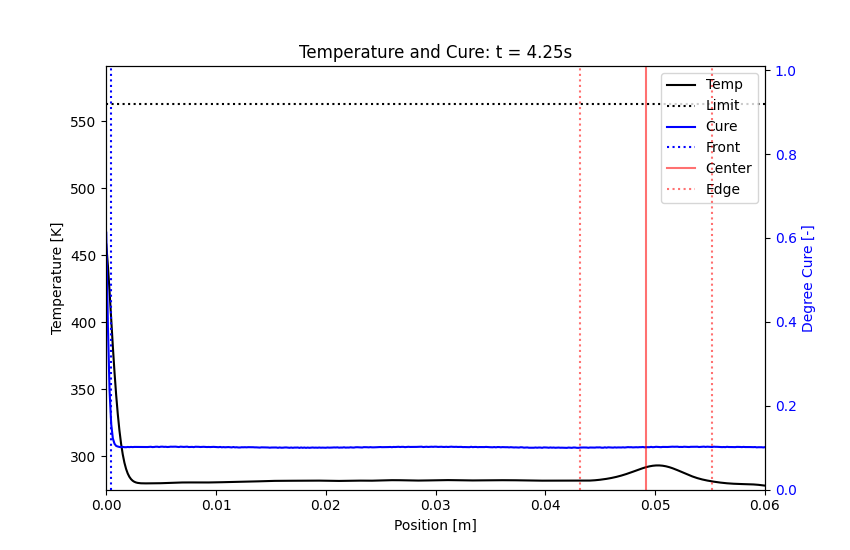 Temperature and Cure: t = 4.25s
Temperature [K]
550
500
450
400
350
300
Temp
Limit
Cure
Front
Center
Edge
1.0
0.8
0.6
0.4
0.2
0.0
Degree Cure [-]
0.00
0.01
0.02
0.03
0.04
0.05
0.06
Position [m]